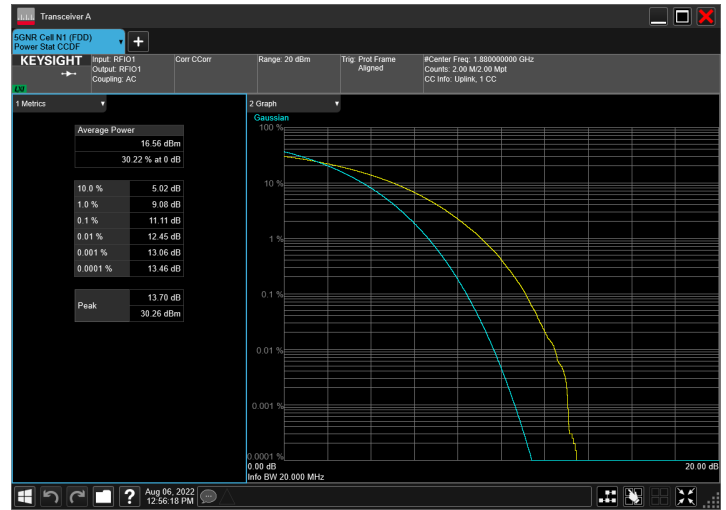 Transceiver A
5GNR Cell N1 (FDD)
Power Stat CCDF
KEYSIGHT
LXI
Input: RFIO1
Output: RFIO1
Coupling: AC
Corr CCorr
Range: 20 dBm
Trig: Prot Frame
Aligned
#Center Freq: 1.880000000 GHz
Counts: 2.00 M/2.00 Mpt
CC Info: Uplink, 1 CC
1 Metrics
Average Power
16.56 dBm
30.22 % at 0 dB
10.0 % 5.02 dB
1.0 % 9.08 dB
0.1 % 11.11 dB
0.01 % 12.45 dB
0.001 % 13.06 dB
0.0001 % 13.46 dB
Peak
13.70 dB
30.26 dBm
2 Graph
Gaussian
100 %
10 %
1 %
0.1 %
0.01 %
0.001 %
0.0001 %
0.00 dB
20.00 dB
Info BW 20.000 MHz
?
Aug 06, 2022
12:56:18 PM